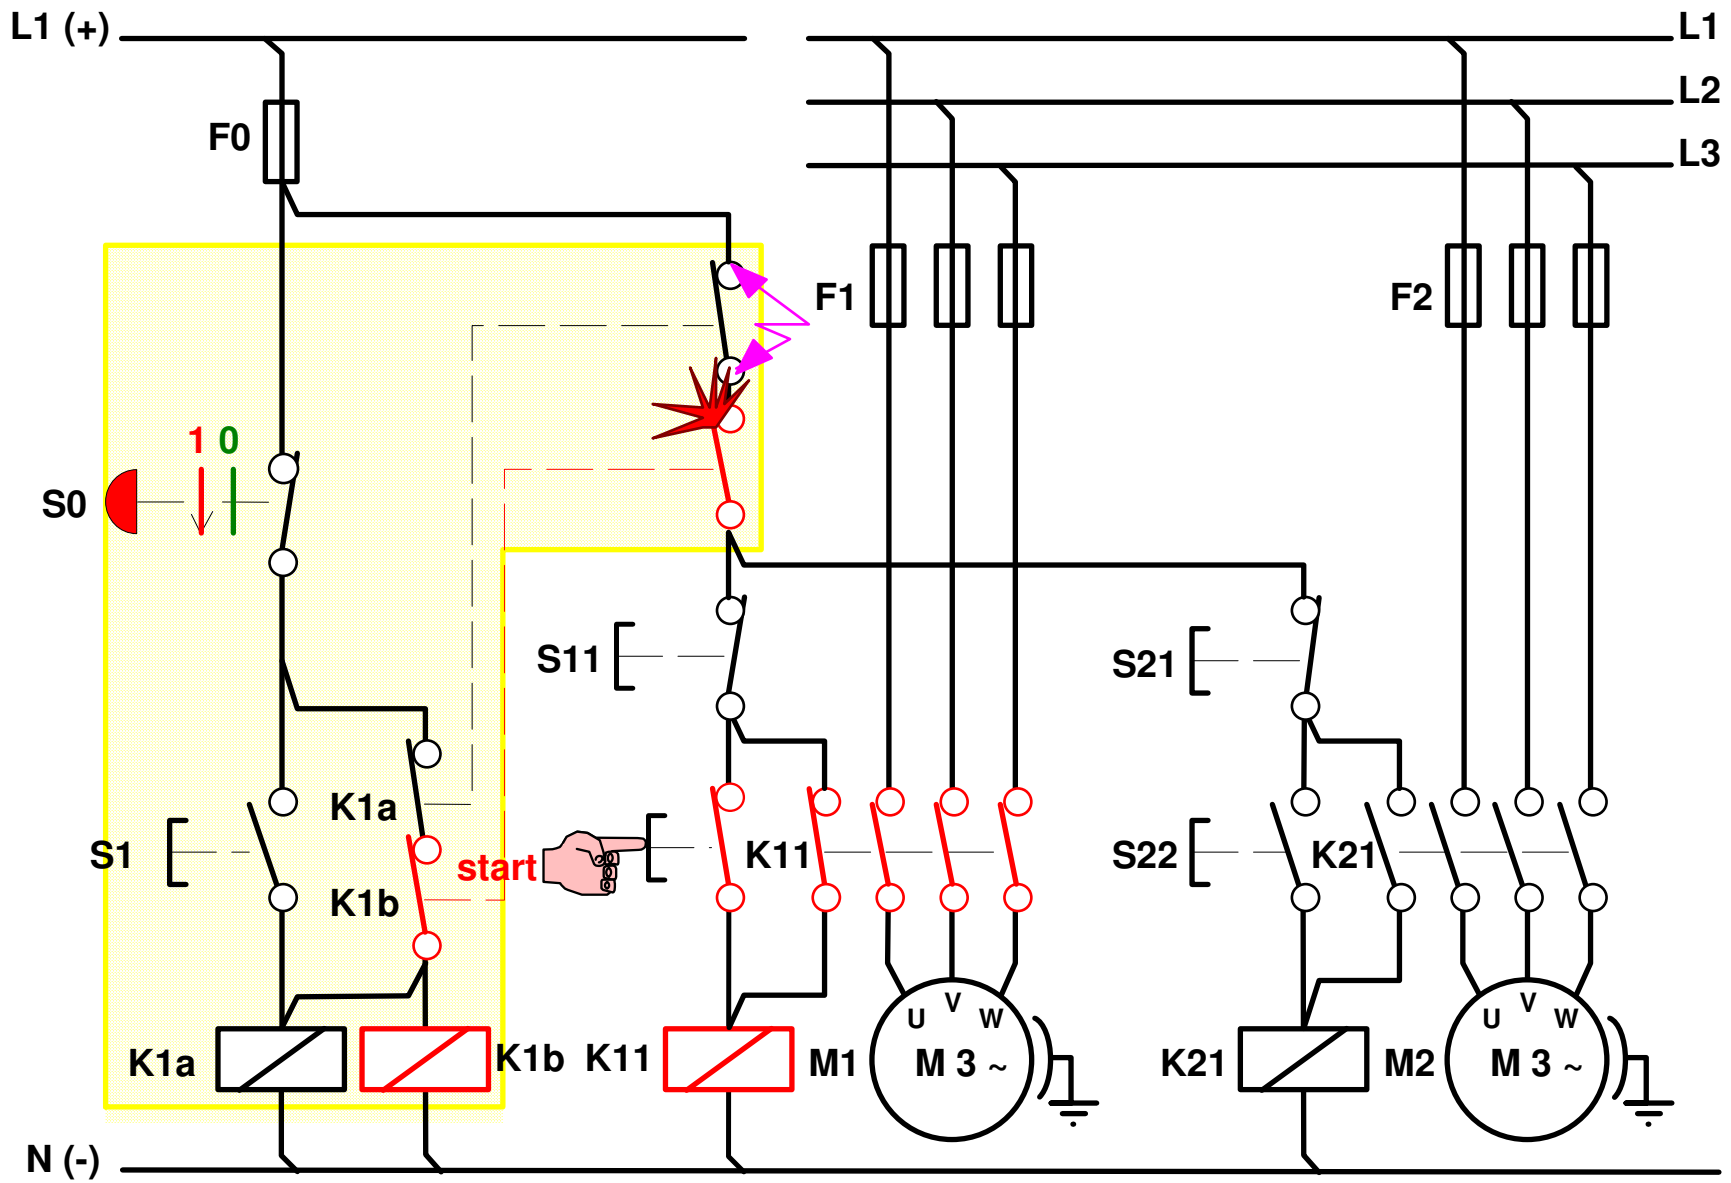 L1 (+)
L1
L2
F0
L3
F1
F2
1 0
S0
S11
S21
K1a
S1
start
K11
S22
K21
K1b
V
V
U
W
U
W
K1a
K1b
K11
M1
M 3 ~
K21
M2
M 3 ~
N (-)